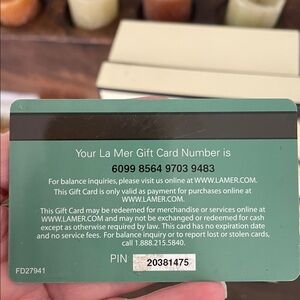 Your La Mer Gift Card Number is
6099 8564 9703 9483
For balance inquiries, please visit us online at WWW.LAMER.COM.
This Gift Card is only valid as payment for purchases online at
WWW.LAMER.COM.
This Gift Card may be redeemed for merchandise or services online at
WWW.LAMER.COM and may not be exchanged or redeemed for cash
except as otherwise required by law. This card has no expiration date
and no service fees. For balance inquiry or to report lost or stolen cards,
call 1.888.215.5840.
PIN 20381475
FD27941